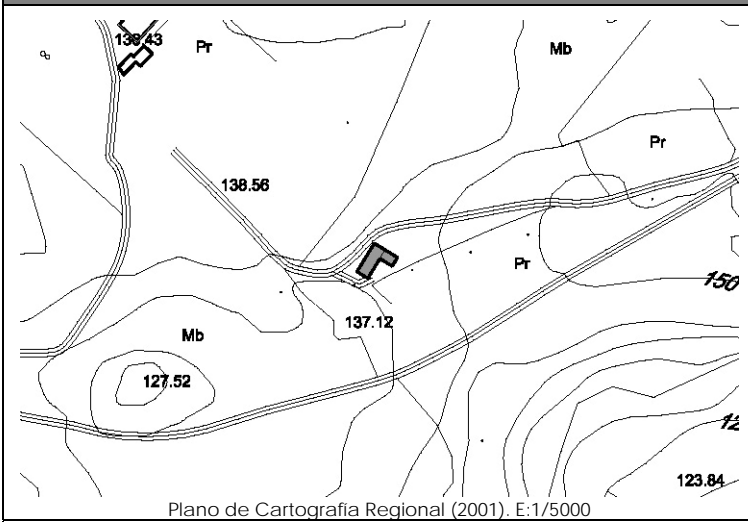 Pr
Mb
Pr
138.56
Pr
150
137.12
Mb
127.52
123.84
Plano de Cartografía Regional (2001). E:1/5000